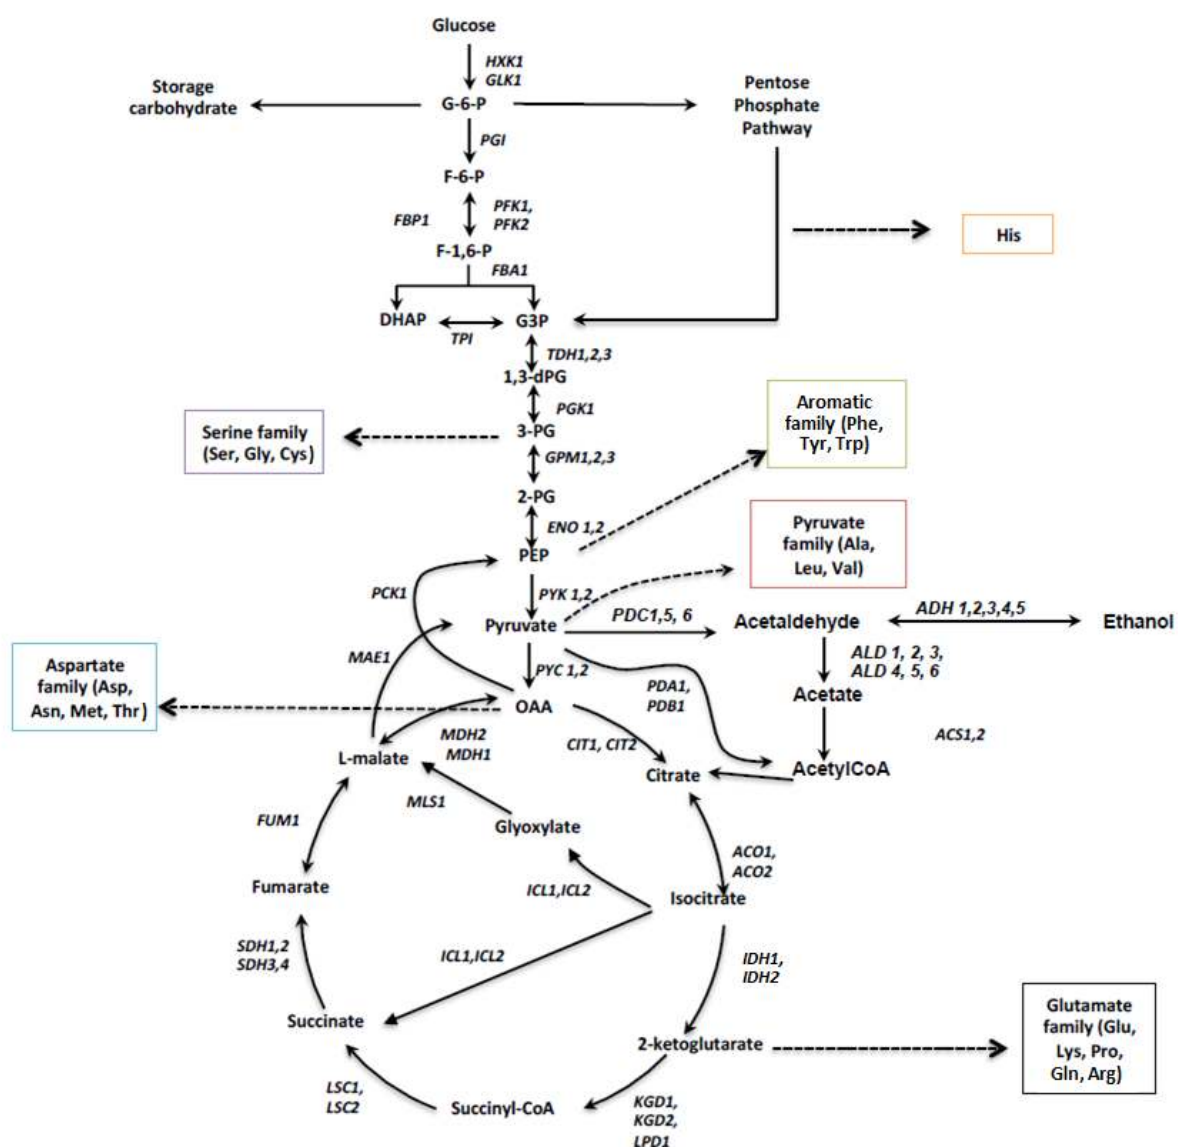 Glucose
HXK1
GLK1
Storage
carbohydrate
G-6-P
Pentose
Phosphate
Pathway
PGI
F-6-P
FBP1
PFK1,
PFK2
F-1,6-P
FBA1
His
DHAP
TPI
G3P
TDH1,2,3
1,3-dPG
PGK1
Serine family
(Ser, Gly, Cys)
3-PG
Aromatic
family (Phe,
Tyr, Trp)
GPM1,2,3
2-PG
ENO 1,2
PEP
Pyruvate
family (Ala,
Leu, Val)
PCK1
PYK 1,2
Pyruvate
PDC1,5, 6
Acetaldehyde
ADH 1,2,3,4,5
Ethanol
MAE1
PYC 1,2
ALD 1, 2, 3,
ALD 4, 5, 6
Aspartate
family (Asp,
Asn, Met, Thr)
PDA1,
PDB1
Acetate
OAA
MDH2
MDH1
CIT1, CIT2
ACS1,2
L-malate
Citrate
AcetylCoA
MLS1
FUM1
Glyoxylate
ACO1,
ACO2
Fumarate
ICL1,ICL2
Isocitrate
SDH1,2
SDH3,4
ICL1,ICL2
IDH1,
IDH2
Succinate
2-ketoglutarate
Glutamate
family (Glu,
Lys, Pro,
Gln, Arg)
LSC1,
LSC2
Succinyl-CoA
KGD1,
KGD2,
LPD1